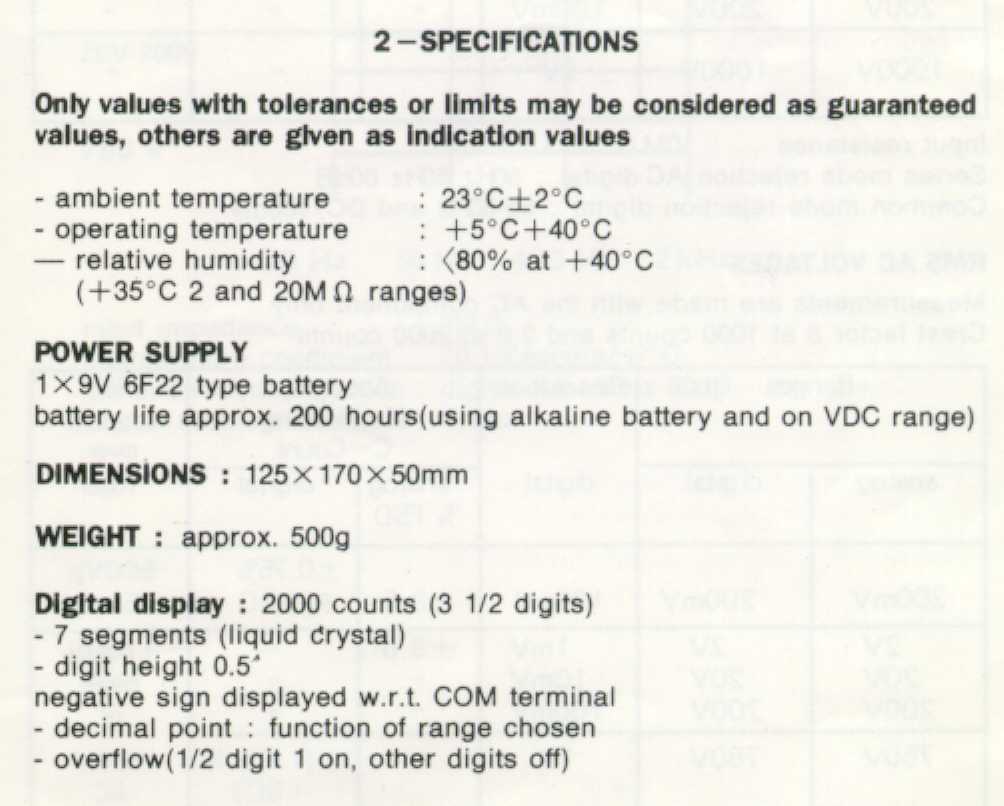 2－SPECIFICATIONS
Only values with tolerances or limits may be considered as guaranteed
values, others are given as indication values
- ambient temperature : 23°C±2°C
- operating temperature : +5°C+40°C
— relative humidity : <80% at +40°C
(+35°C 2 and 20MΩ ranges)
POWER SUPPLY
1×9V 6F22 type battery
battery life approx. 200 hours(using alkaline battery and on VDC range)
DIMENSIONS : 125×170×50mm
WEIGHT : approx. 500g
Digital display : 2000 counts (3 1/2 digits)
- 7 segments (liquid crystal)
- digit height 0.5"
negative sign displayed w.r.t. COM terminal
- decimal point : function of range chosen
- overflow(1/2 digit 1 on, other digits off)